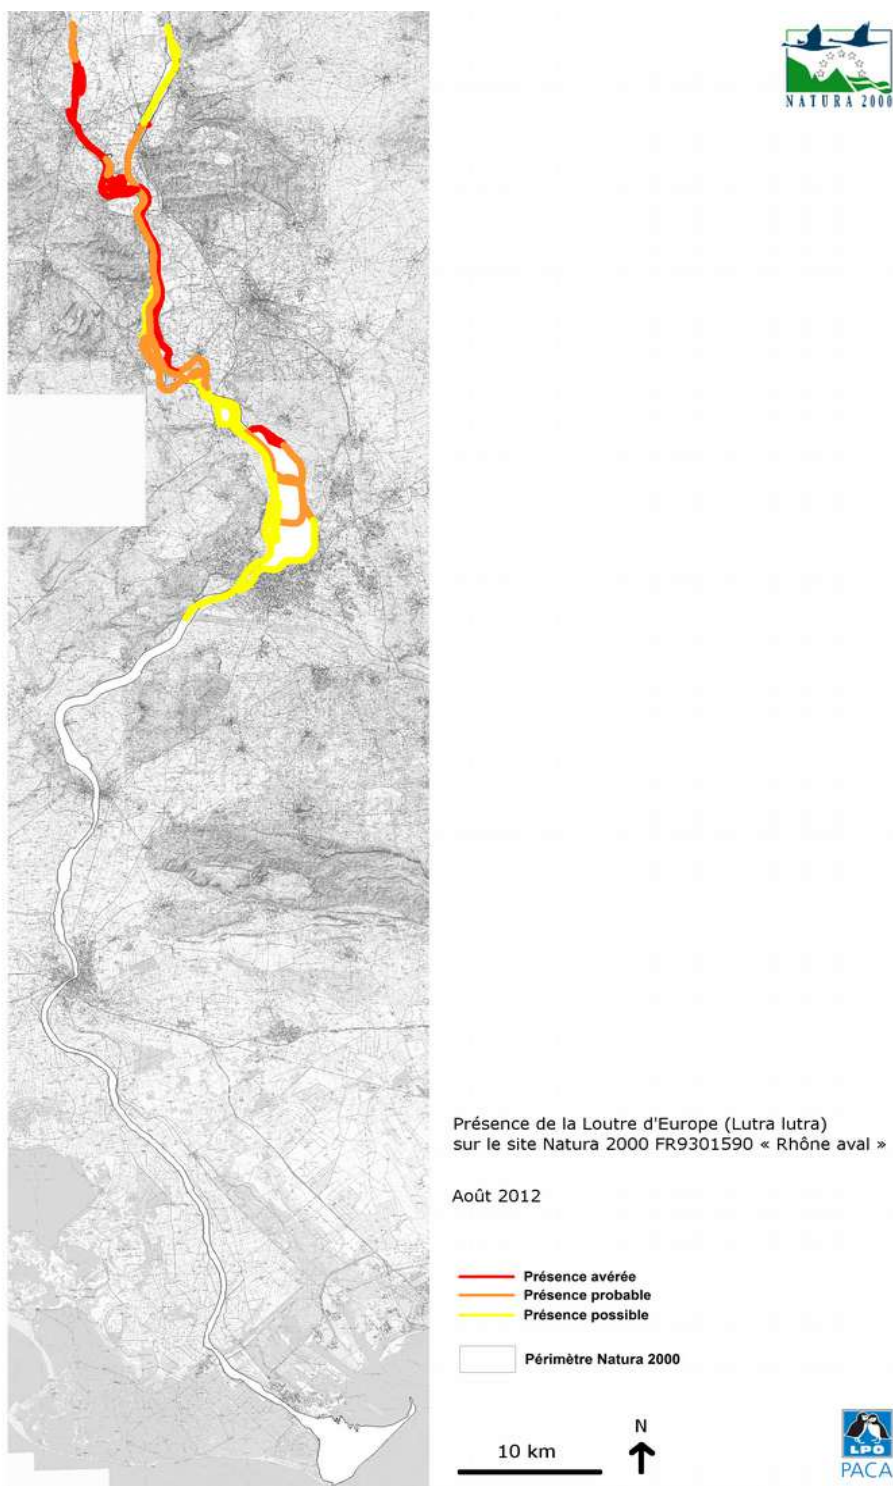 NATURA 2000
Présence de la Loutre d'Europe (Lutra lutra)
sur le site Natura 2000 FR9301590 « Rhône aval »
Août 2012
Présence avérée
Présence probable
Présence possible
Périmètre Natura 2000
10 km
N
LPO
PACA